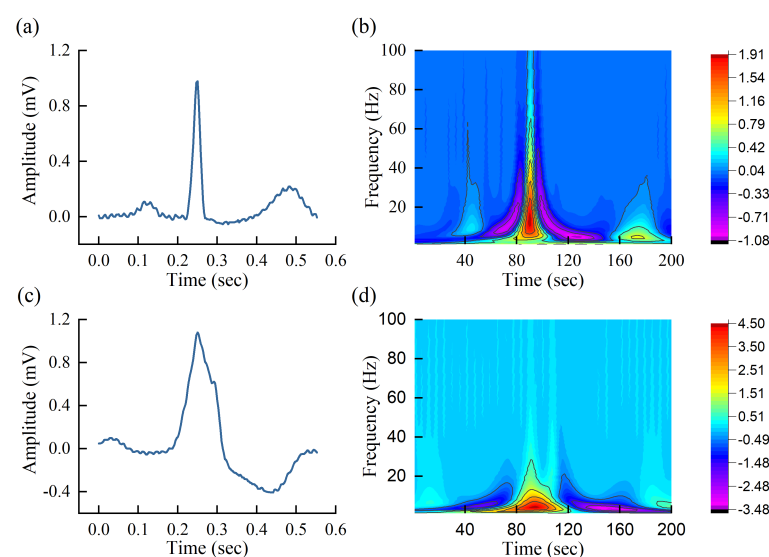 (a)
Amplitude (mV)
1.2
0.8
0.4
0.0
0.0 0.1 0.2 0.3 0.4 0.5 0.6
Time (sec)
(b)
Frequency (Hz)
100
80
60
40
20
40 80 120 160 200
Time (sec)
1.91
1.54
1.16
0.79
0.42
0.04
-0.33
-0.71
-1.08
(c)
Amplitude (mV)
1.2
0.8
0.4
0.0
-0.4
0.0 0.1 0.2 0.3 0.4 0.5 0.6
Time (sec)
(d)
Frequency (Hz)
100
80
60
40
20
40 80 120 160 200
Time (sec)
4.50
3.51
2.51
1.51
0.51
-0.49
-1.48
-2.48
-3.48